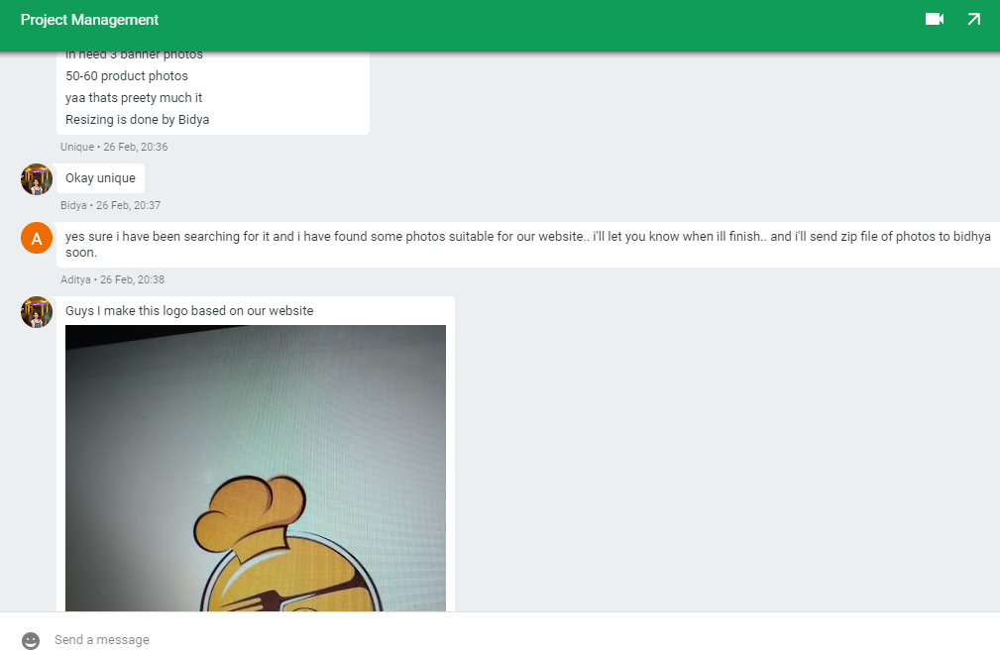 Project Management
in need 3 banner photos
50-60 product photos
yaa thats preety much it
Resizing is done by Bidya
Unique • 26 Feb, 20:36
Okay unique
Bidya • 26 Feb, 20:37
A
yes sure i have been searching for it and i have found some photos suitable for our website.. i'll let you know when ill finish.. and i'll send zip file of photos to bidhya
soon.
Aditya • 26 Feb, 20:38
Guys I make this logo based on our website
Send a message